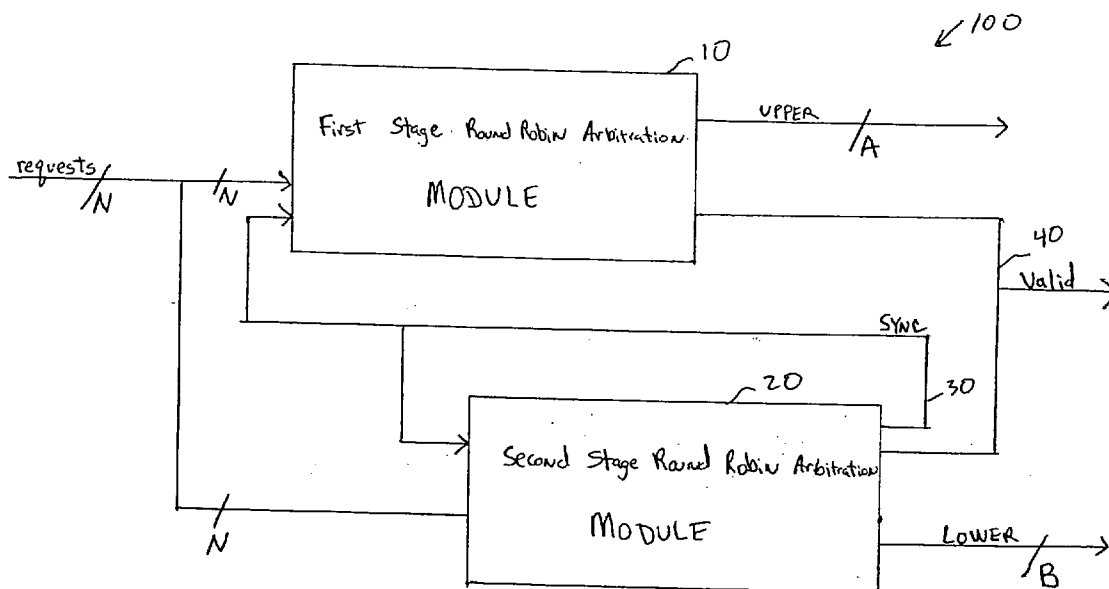 100
10
First Stage Round Robin Arbitration
MODULE
UPPER
A
requests
N
N
40
Valid
SYNC
30
20
Second Stage Round Robin Arbitration
MODULE
N
LOWER
B